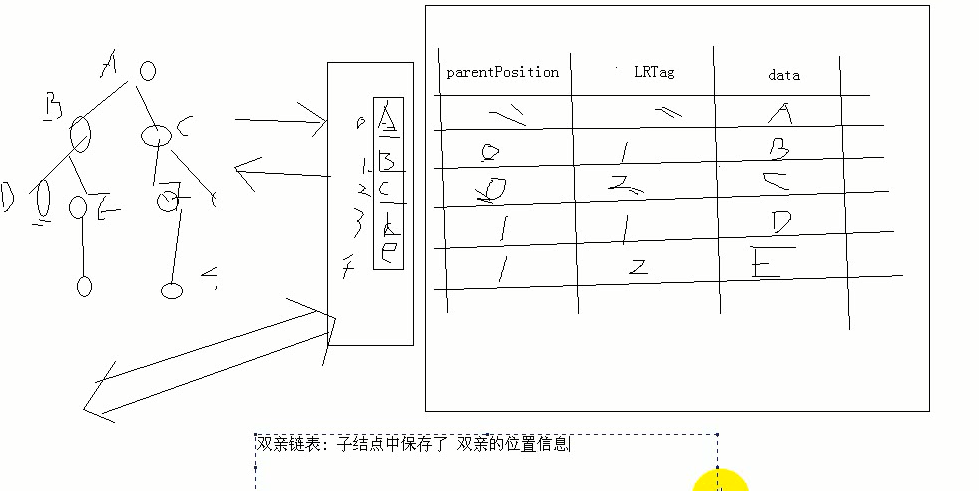 A
B
C
D
E
F
0 A
1. B
2 C
3 d
4 e
parentPosition LRTag data
A
0 1 B
0 2 C
1 1 D
1 2 E
双亲链表：子结点中保存了 双亲的位置信息